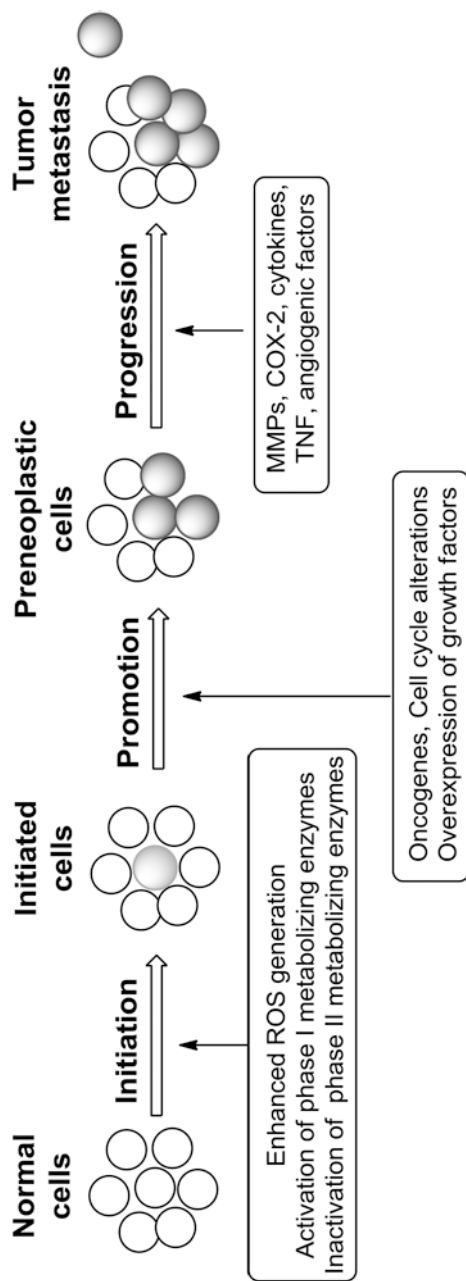 Normal
cells
Initiation
Initiated
cells
Promotion
Preneoplastic
cells
Progression
Tumor
metastasis
Enhanced ROS generation
Activation of phase I metabolizing enzymes
Inactivation of phase II metabolizing enzymes
Oncogenes, Cell cycle alterations
Overexpression of growth factors
MMPs, COX-2, cytokines,
TNF, angiogenic factors